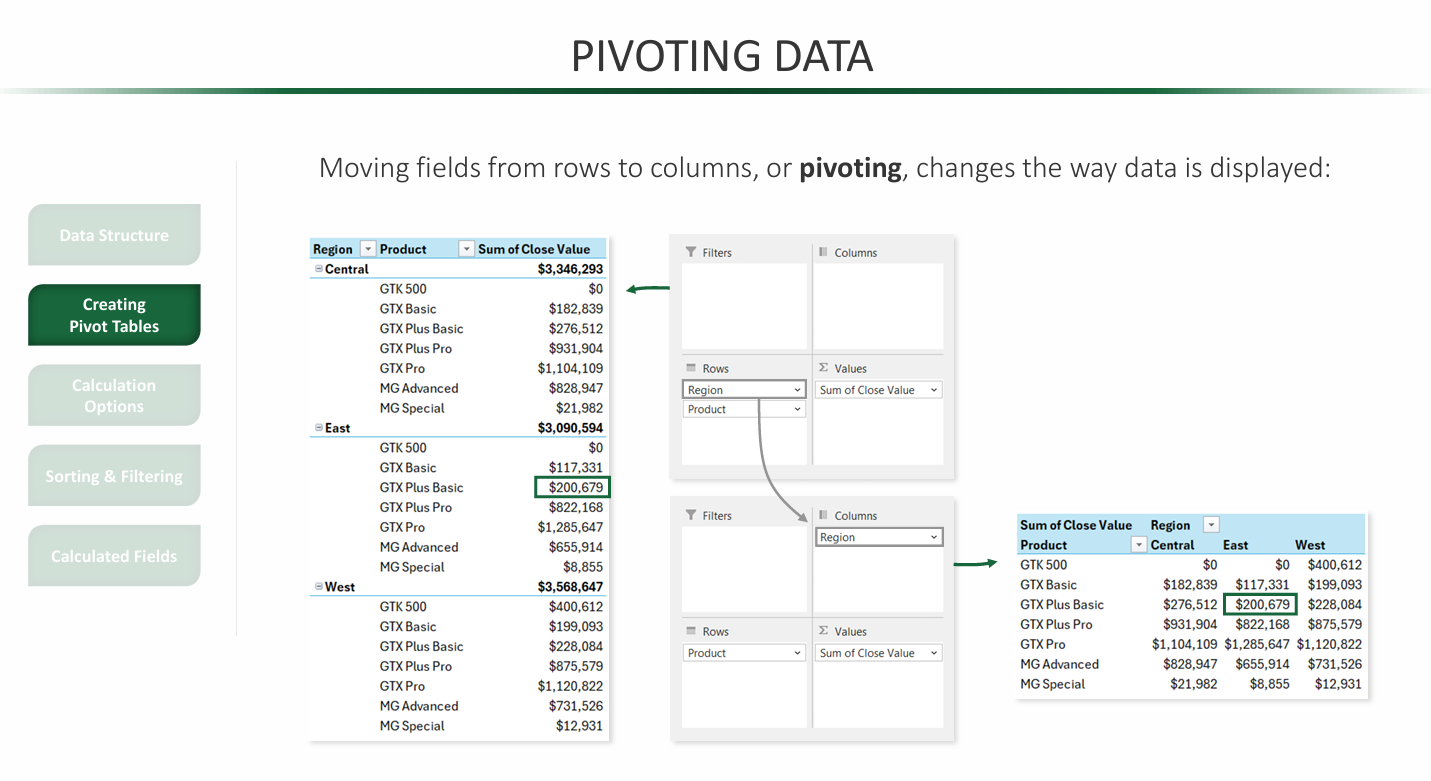 PIVOTING DATA
Moving fields from rows to columns, or pivoting, changes the way data is displayed:
Data Structure
Creating
Pivot Tables
Calculation
Options
Sorting & Filtering
Calculated Fields
Region Product Sum of Close Value
Central $3,346,293
GTK 500 $0
GTX Basic $182,839
GTX Plus Basic $276,512
GTX Plus Pro $931,904
GTX Pro $1,104,109
MG Advanced $828,947
MG Special $21,982
East $3,090,594
GTK 500 $0
GTX Basic $117,331
GTX Plus Basic $200,679
GTX Plus Pro $822,168
GTX Pro $1,285,647
MG Advanced $655,914
MG Special $8,855
West $3,568,647
GTK 500 $400,612
GTX Basic $199,093
GTX Plus Basic $228,084
GTX Plus Pro $875,579
GTX Pro $1,120,822
MG Advanced $731,526
MG Special $12,931
Filters Columns
Rows Σ Values
Region Sum of Close Value
Product
Filters Columns
Region
Rows Σ Values
Product Sum of Close Value
Sum of Close Value Region
Product Central East West
GTK 500 $0 $0 $400,612
GTX Basic $182,839 $117,331 $199,093
GTX Plus Basic $276,512 $200,679 $228,084
GTX Plus Pro $931,904 $822,168 $875,579
GTX Pro $1,104,109 $1,285,647 $1,120,822
MG Advanced $828,947 $655,914 $731,526
MG Special $21,982 $8,855 $12,931